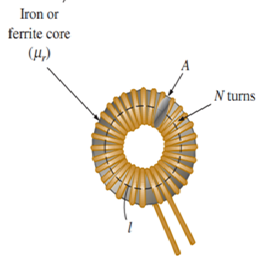 Iron or
ferrite core
(μᵣ)
A
N turns
l